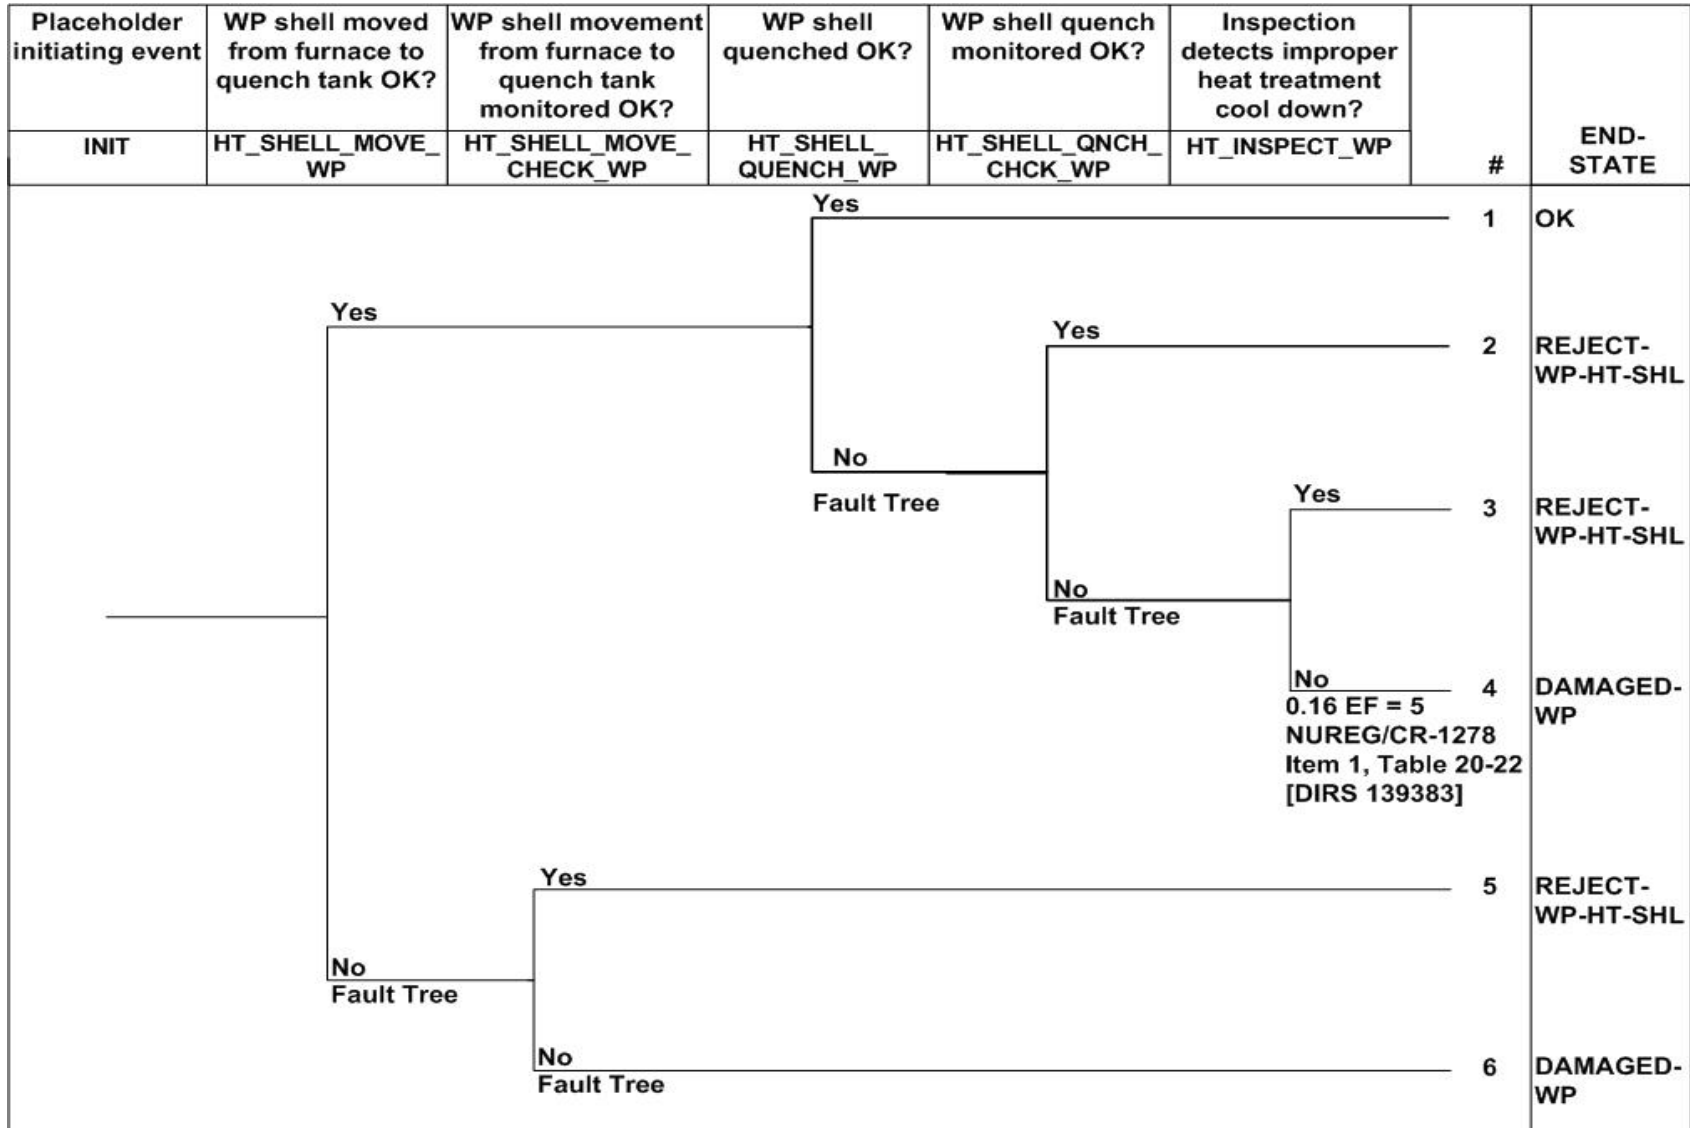 Placeholder
initiating event
WP shell moved
from furnace to
quench tank OK?
WP shell movement
from furnace to
quench tank
monitored OK?
WP shell
quenched OK?
WP shell quench
monitored OK?
Inspection
detects improper
heat treatment
cool down?
INIT
HT_SHELL_MOVE_
WP
HT_SHELL_MOVE_
CHECK_WP
HT_SHELL_
QUENCH_WP
HT_SHELL_QNCH_
CHCK_WP
HT_INSPECT_WP
#
END-
STATE
Yes
1
OK
Yes
Yes
2
REJECT-
WP-HT-SHL
No
Fault Tree
Yes
3
REJECT-
WP-HT-SHL
No
Fault Tree
No
4
DAMAGED-
WP
0.16 EF = 5
NUREG/CR-1278
Item 1, Table 20-22
[DIRS 139383]
Yes
5
REJECT-
WP-HT-SHL
No
Fault Tree
No
Fault Tree
6
DAMAGED-
WP